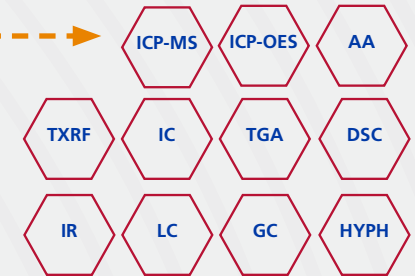 ICP-MS ICP-OES AA
TXRF IC TGA DSC
IR LC GC HYPH